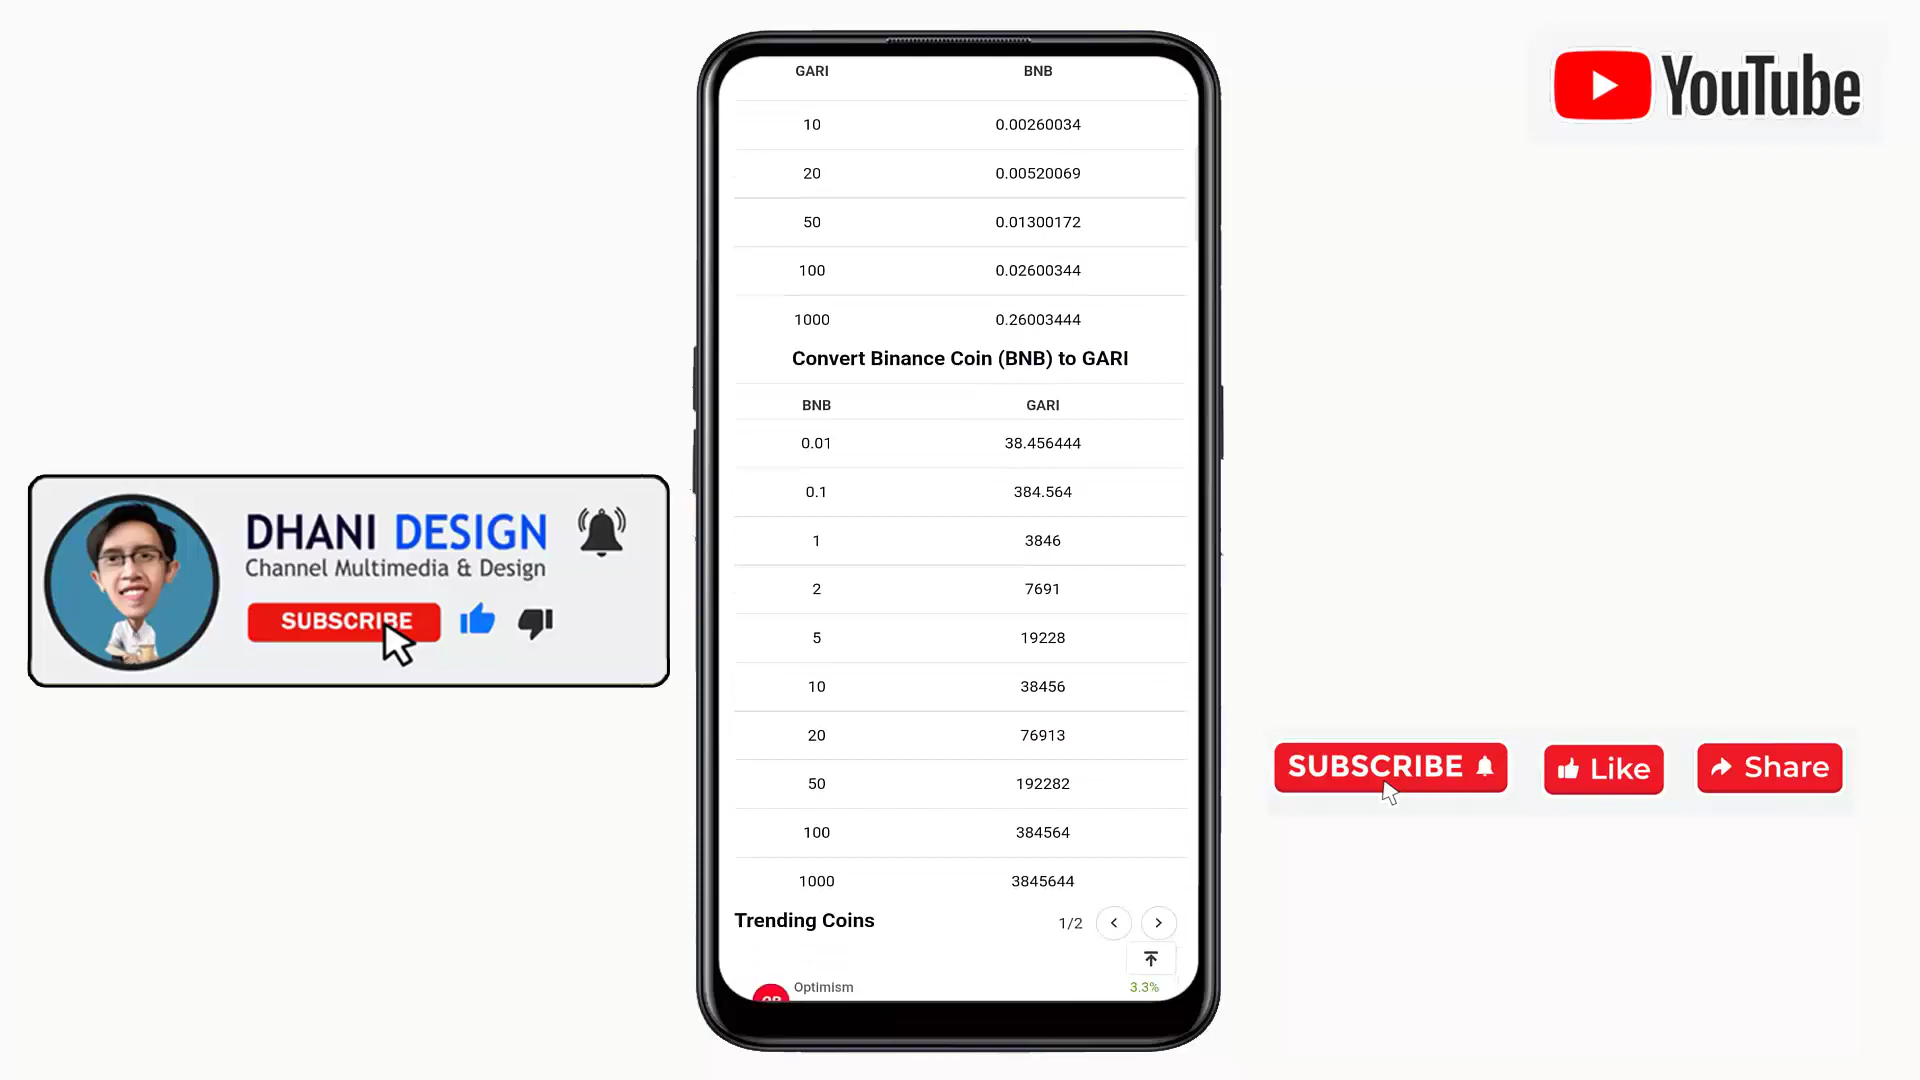 YouTube
GARI BNB
10 0.00260034
20 0.00520069
50 0.01300172
100 0.02600344
1000 0.26003444
Convert Binance Coin (BNB) to GARI
BNB GARI
0.01 38.456444
0.1 384.564
1 3846
2 7691
5 19228
10 38456
20 76913
50 192282
100 384564
1000 3845644
Trending Coins 1/2
Optimism 3.3%
DHANI DESIGN
Channel Multimedia & Design
SUBSCRIBE
SUBSCRIBE Like Share